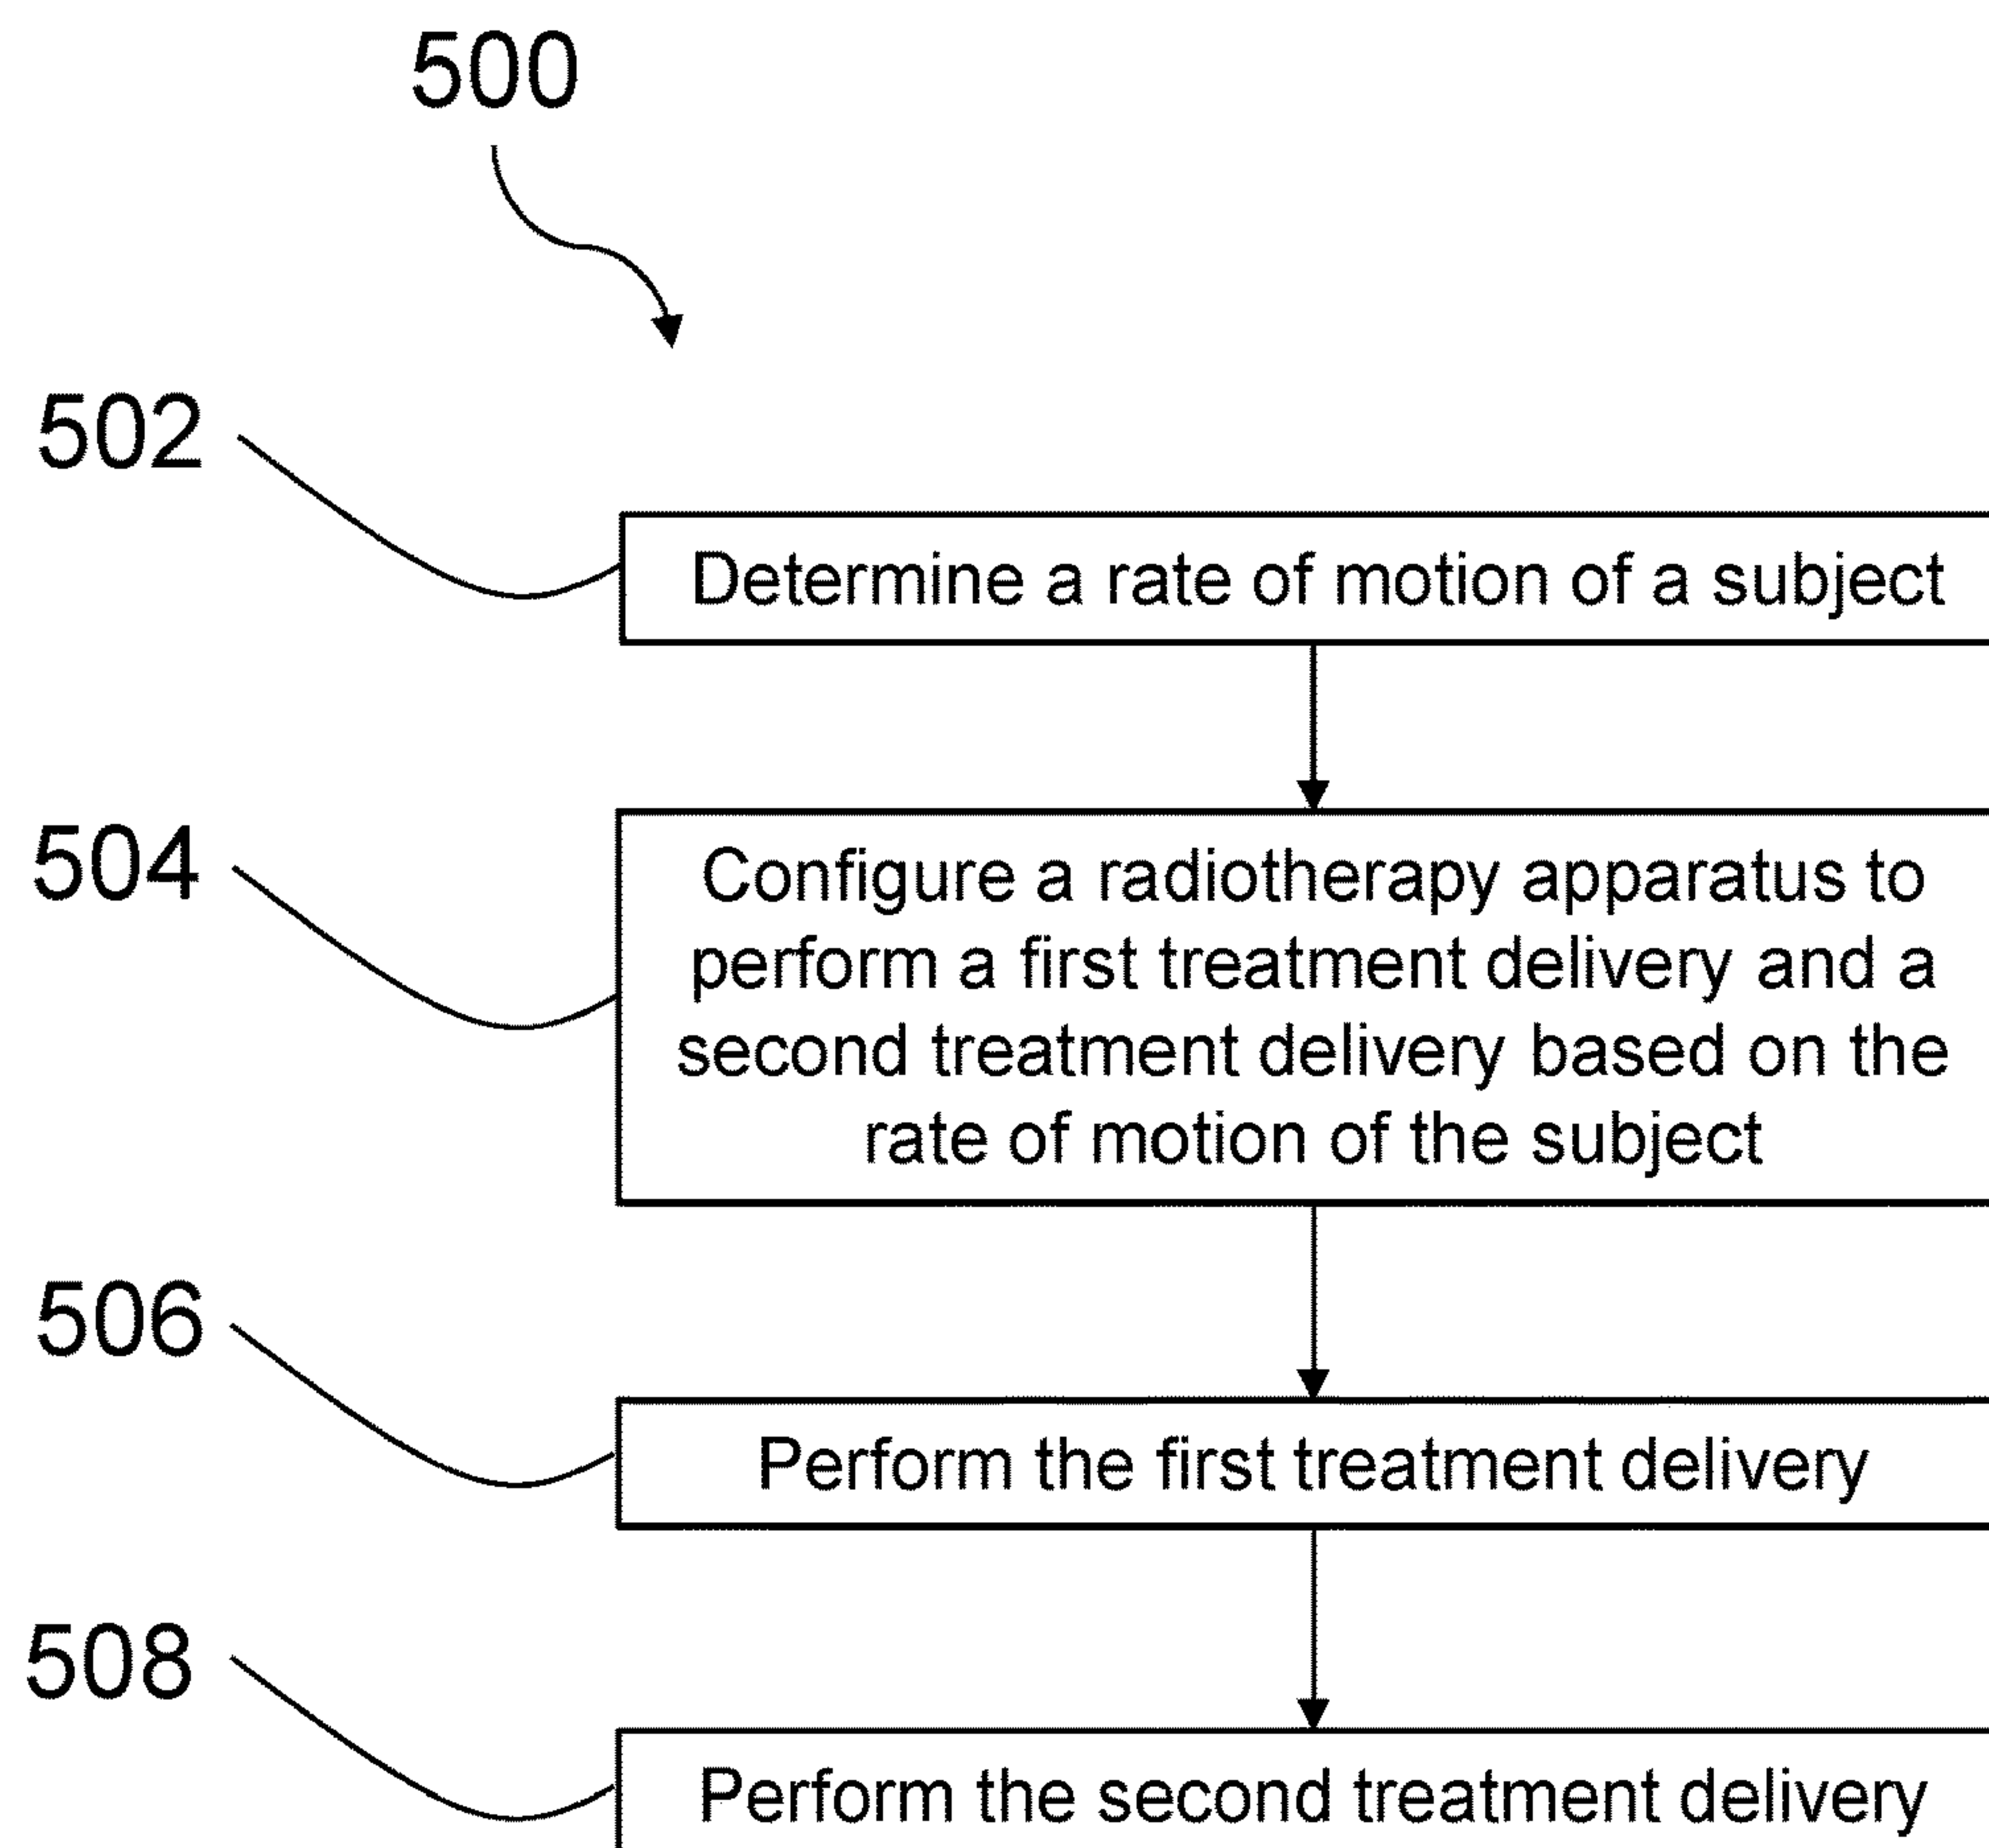 500
502
Determine a rate of motion of a subject
504
Configure a radiotherapy apparatus to
perform a first treatment delivery and a
second treatment delivery based on the
rate of motion of the subject
506
Perform the first treatment delivery
508
Perform the second treatment delivery